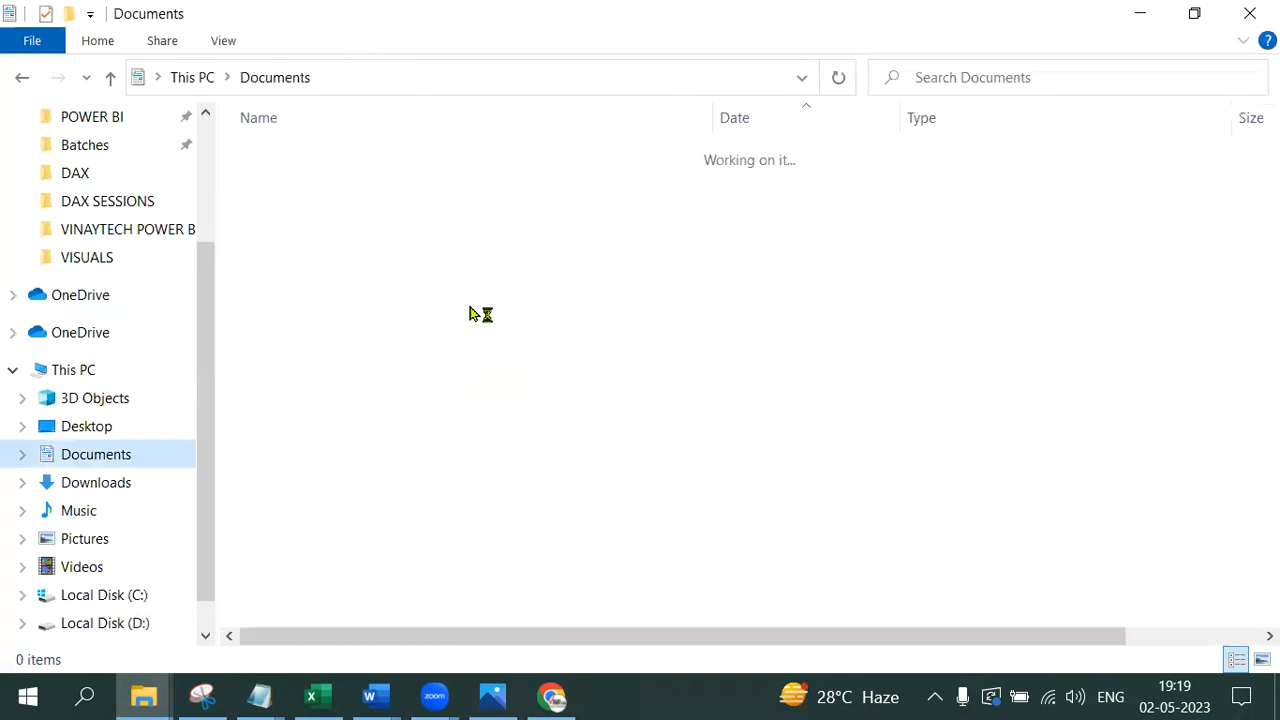 Documents
File Home Share View
This PC Documents
Search Documents
Name Date Type Size
Working on it...
POWER BI
Batches
DAX
DAX SESSIONS
VINAYTECH POWER B
VISUALS
OneDrive
OneDrive
This PC
3D Objects
Desktop
Documents
Downloads
Music
Pictures
Videos
Local Disk (C:)
Local Disk (D:)
0 items
zoom
28°C Haze
ENG
19:19
02-05-2023